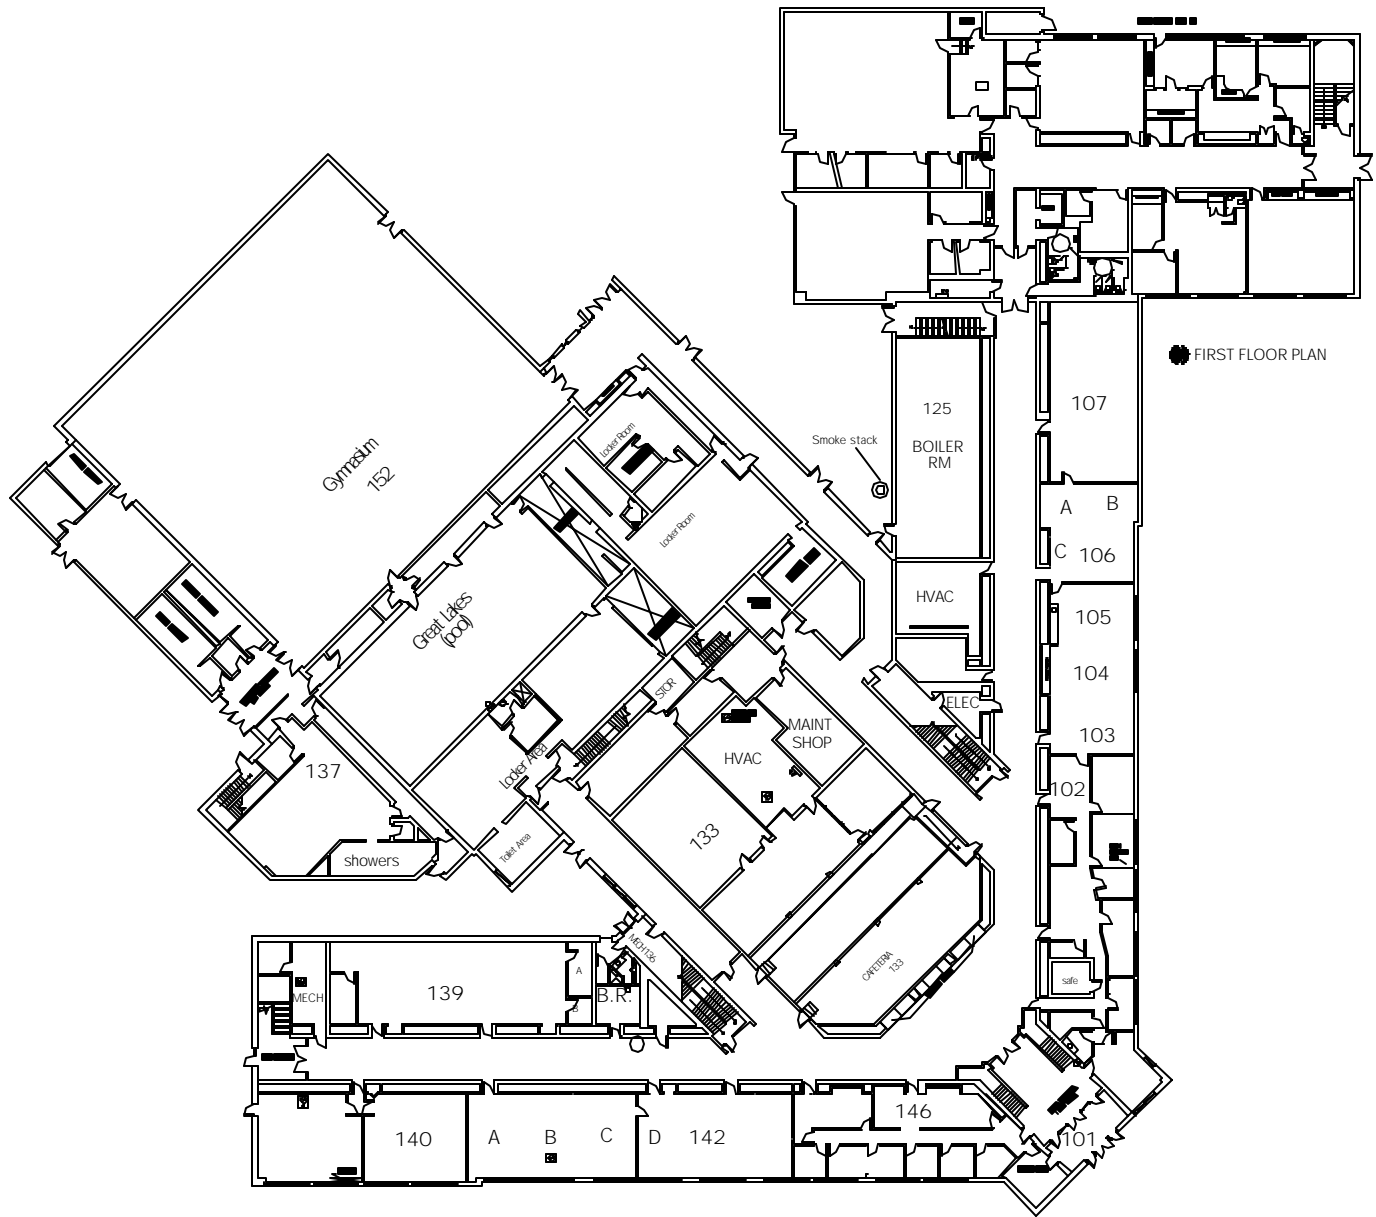 FIRST FLOOR PLAN
125
BOILER
RM
Smoke stack
107
A
B
C
106
Gymnasium
152
Locker Room
Locker Room
HVAC
105
104
103
Great Lakes
(pool)
STOR
ELEC
MAINT
SHOP
HVAC
Locker Area
137
102
showers
Toilet Area
133
CAFETERIA
133
MECH 136
safe
A
B
MECH
139
B.R.
140
A
B
C
D
142
146
101